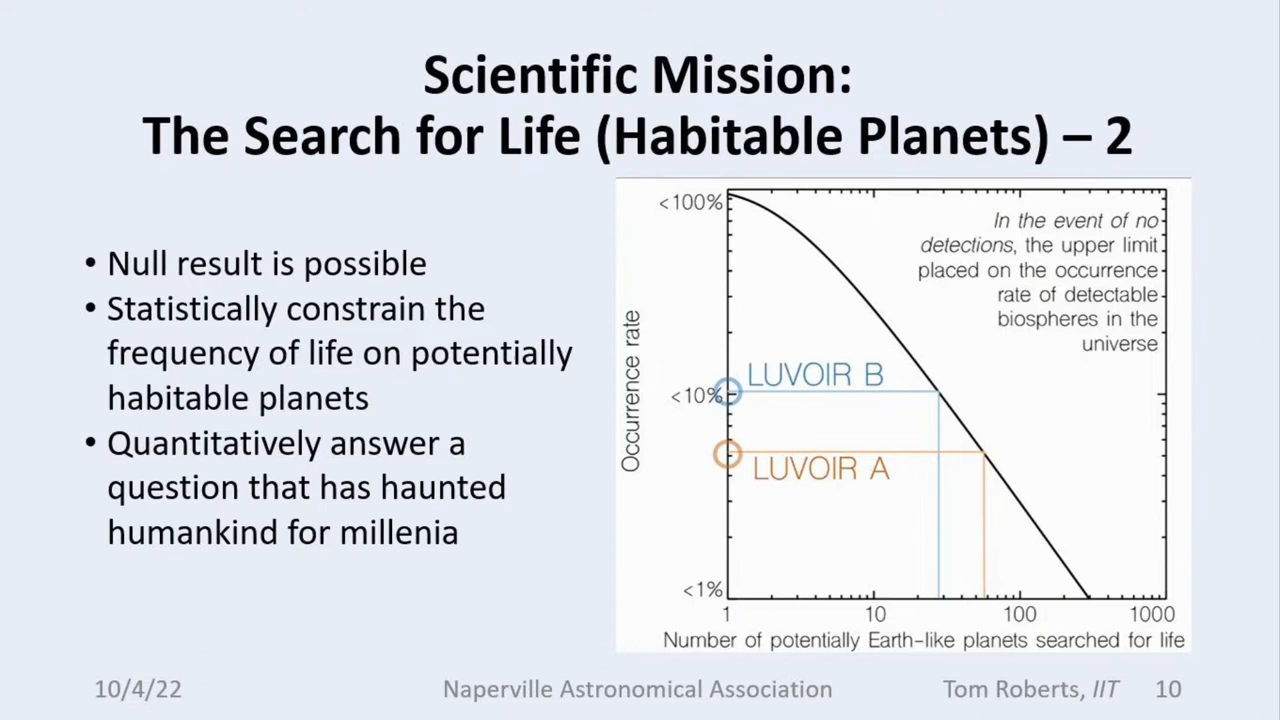 Scientific Mission:
The Search for Life (Habitable Planets) – 2
• Null result is possible
• Statistically constrain the
frequency of life on potentially
habitable planets
• Quantitatively answer a
question that has haunted
humankind for millenia
<100%
<10%
<1%
Occurrence rate
In the event of no
detections, the upper limit
placed on the occurrence
rate of detectable
biospheres in the
universe
LUVOIR B
LUVOIR A
1 10 100 1000
Number of potentially Earth-like planets searched for life
10/4/22 Naperville Astronomical Association Tom Roberts, IIT 10